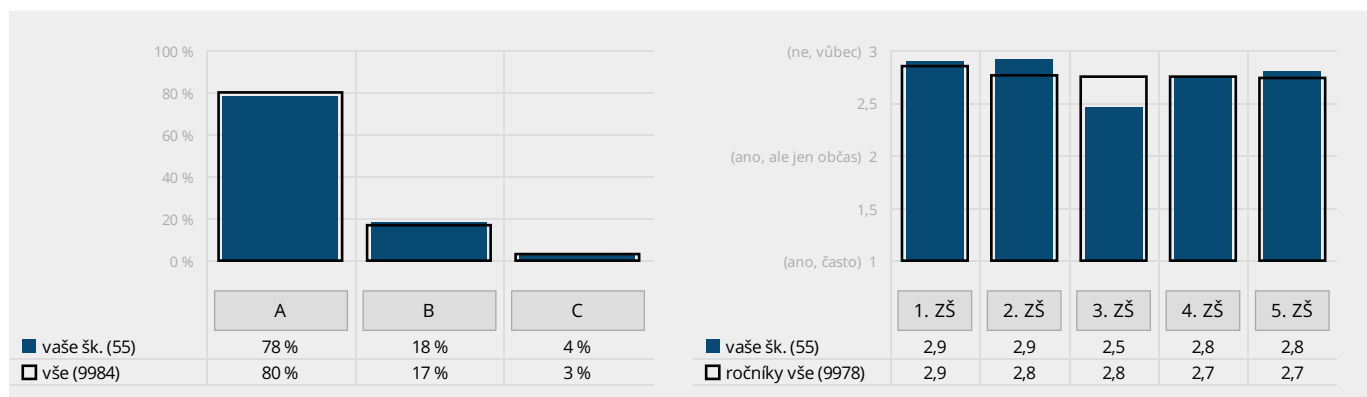 100 %
80 %
60 %
40 %
20 %
0 %
A B C
vaše šk. (55) 78 % 18 % 4 %
vše (9984) 80 % 17 % 3 %
(ne, vůbec) 3
2,5
(ano, ale jen občas) 2
1,5
(ano, často) 1
1. ZŠ 2. ZŠ 3. ZŠ 4. ZŠ 5. ZŠ
vaše šk. (55) 2,9 2,9 2,5 2,8 2,8
ročníky vše (9978) 2,9 2,8 2,8 2,7 2,7